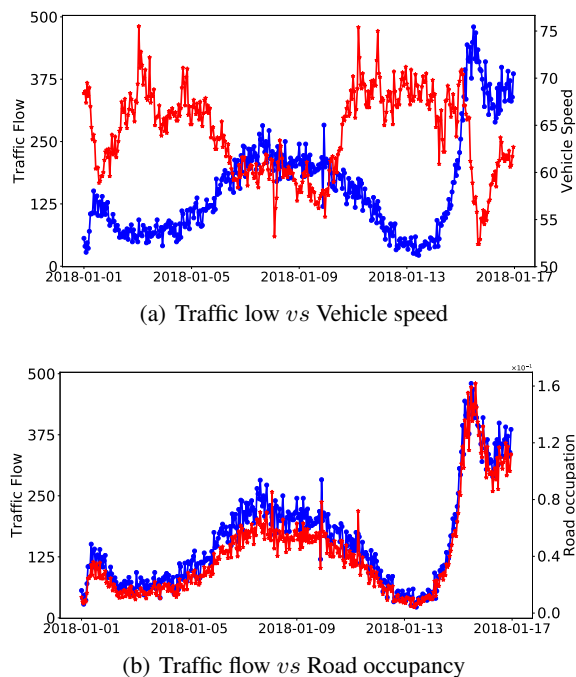 500
375
250
125
0
Traffic Flow
75
70
65
60
55
50
Vehicle Speed
2018-01-01 2018-01-05 2018-01-09 2018-01-13 2018-01-17
(a) Traffic low vs Vehicle speed
×10⁻¹
500
375
250
125
0
Traffic Flow
1.6
1.2
0.8
0.4
0.0
Road occupation
2018-01-01 2018-01-05 2018-01-09 2018-01-13 2018-01-17
(b) Traffic flow vs Road occupancy